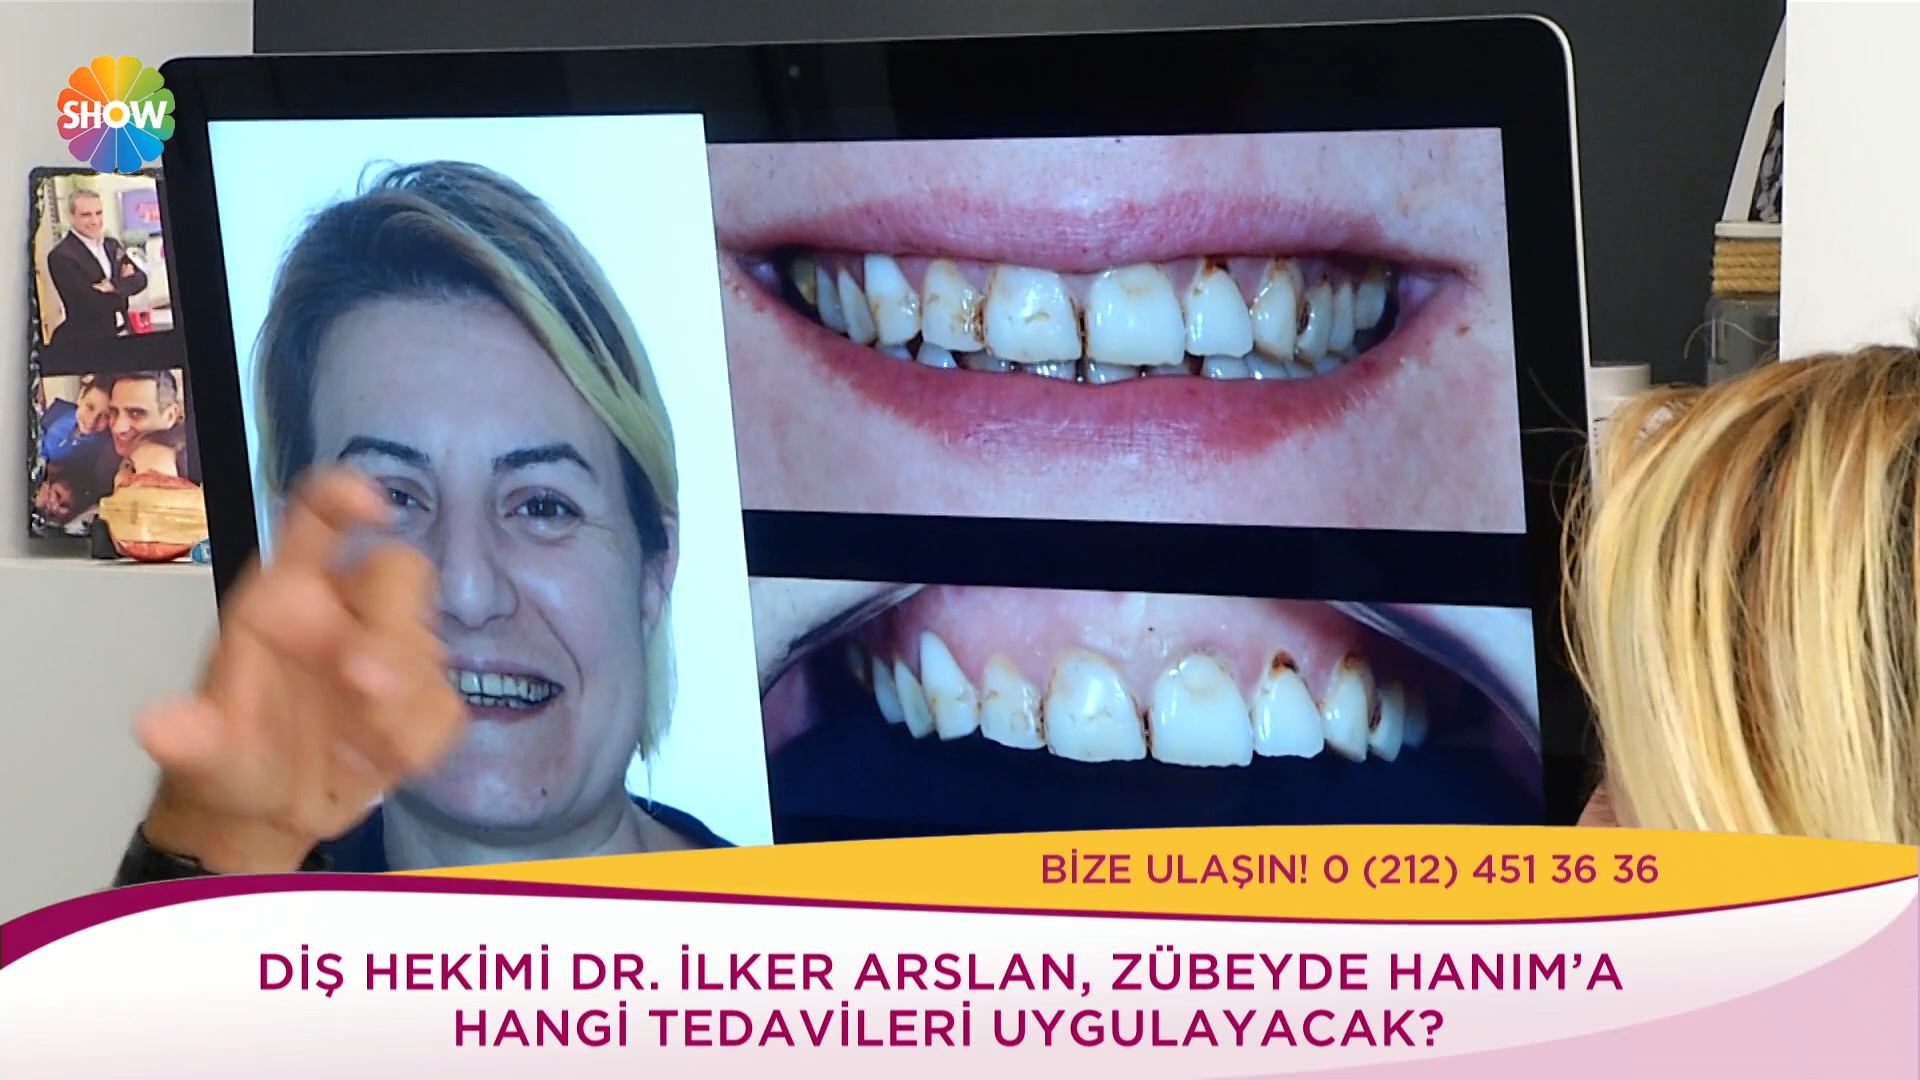 SHOW
BİZE ULAŞIN! 0 (212) 451 36 36
DİŞ HEKİMİ DR. İLKER ARSLAN, ZÜBEYDE HANIM'A
HANGİ TEDAVİLERİ UYGULAYACAK?